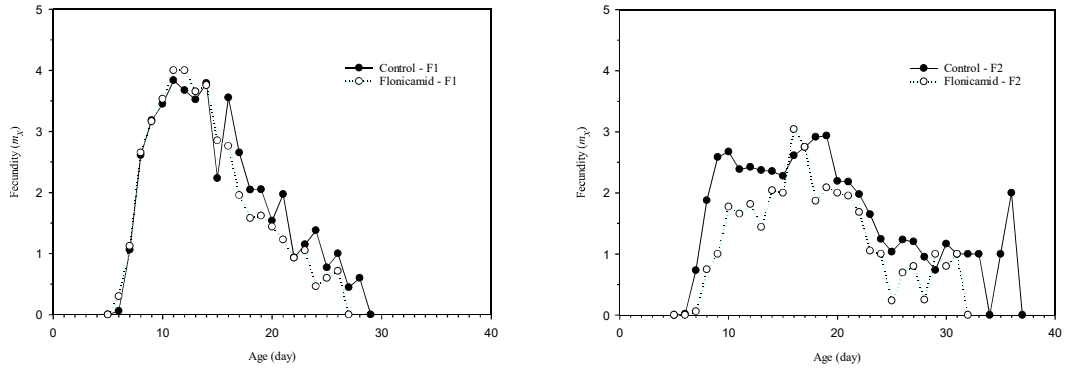 5
4
3
2
1
0
0
10
20
30
40
Fecundity (mx)
Age (day)
Control - F1
Flonicamid - F1
5
4
3
2
1
0
0
10
20
30
40
Fecundity (mx)
Age (day)
Control - F2
Flonicamid - F2